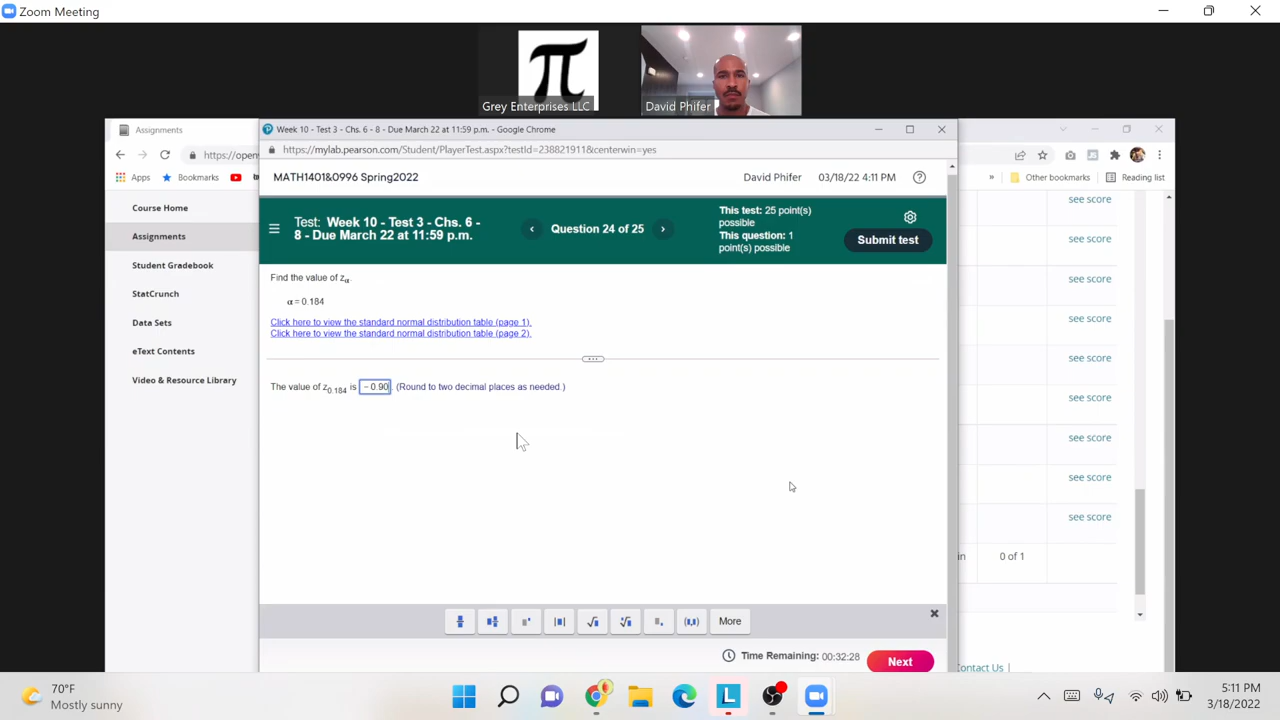 Zoom Meeting
π
Grey Enterprises LLC
David Phifer
Assignments
Week 10 - Test 3 - Chs. 6 - 8 - Due March 22 at 11:59 p.m. - Google Chrome
https://open
https://mylab.pearson.com/Student/PlayerTest.aspx?testId=238821911&centerwin=yes
Apps
Bookmarks
MATH1401&0996 Spring2022
David Phifer
03/18/22 4:11 PM
»
Other bookmarks
Reading list
Course Home
Assignments
Student Gradebook
StatCrunch
Data Sets
eText Contents
Video & Resource Library
Test: Week 10 - Test 3 - Chs. 6 -
8 - Due March 22 at 11:59 p.m.
Question 24 of 25
This test: 25 point(s)
possible
This question: 1
point(s) possible
Submit test
Find the value of zα.
α = 0.184
Click here to view the standard normal distribution table (page 1).
Click here to view the standard normal distribution table (page 2).
The value of z0.184 is − 0.90. (Round to two decimal places as needed.)
see score
see score
see score
see score
see score
see score
see score
see score
see score
in
0 of 1
More
Time Remaining: 00:32:28
Next
Contact Us |
70°F
Mostly sunny
L
5:11 PM
3/18/2022